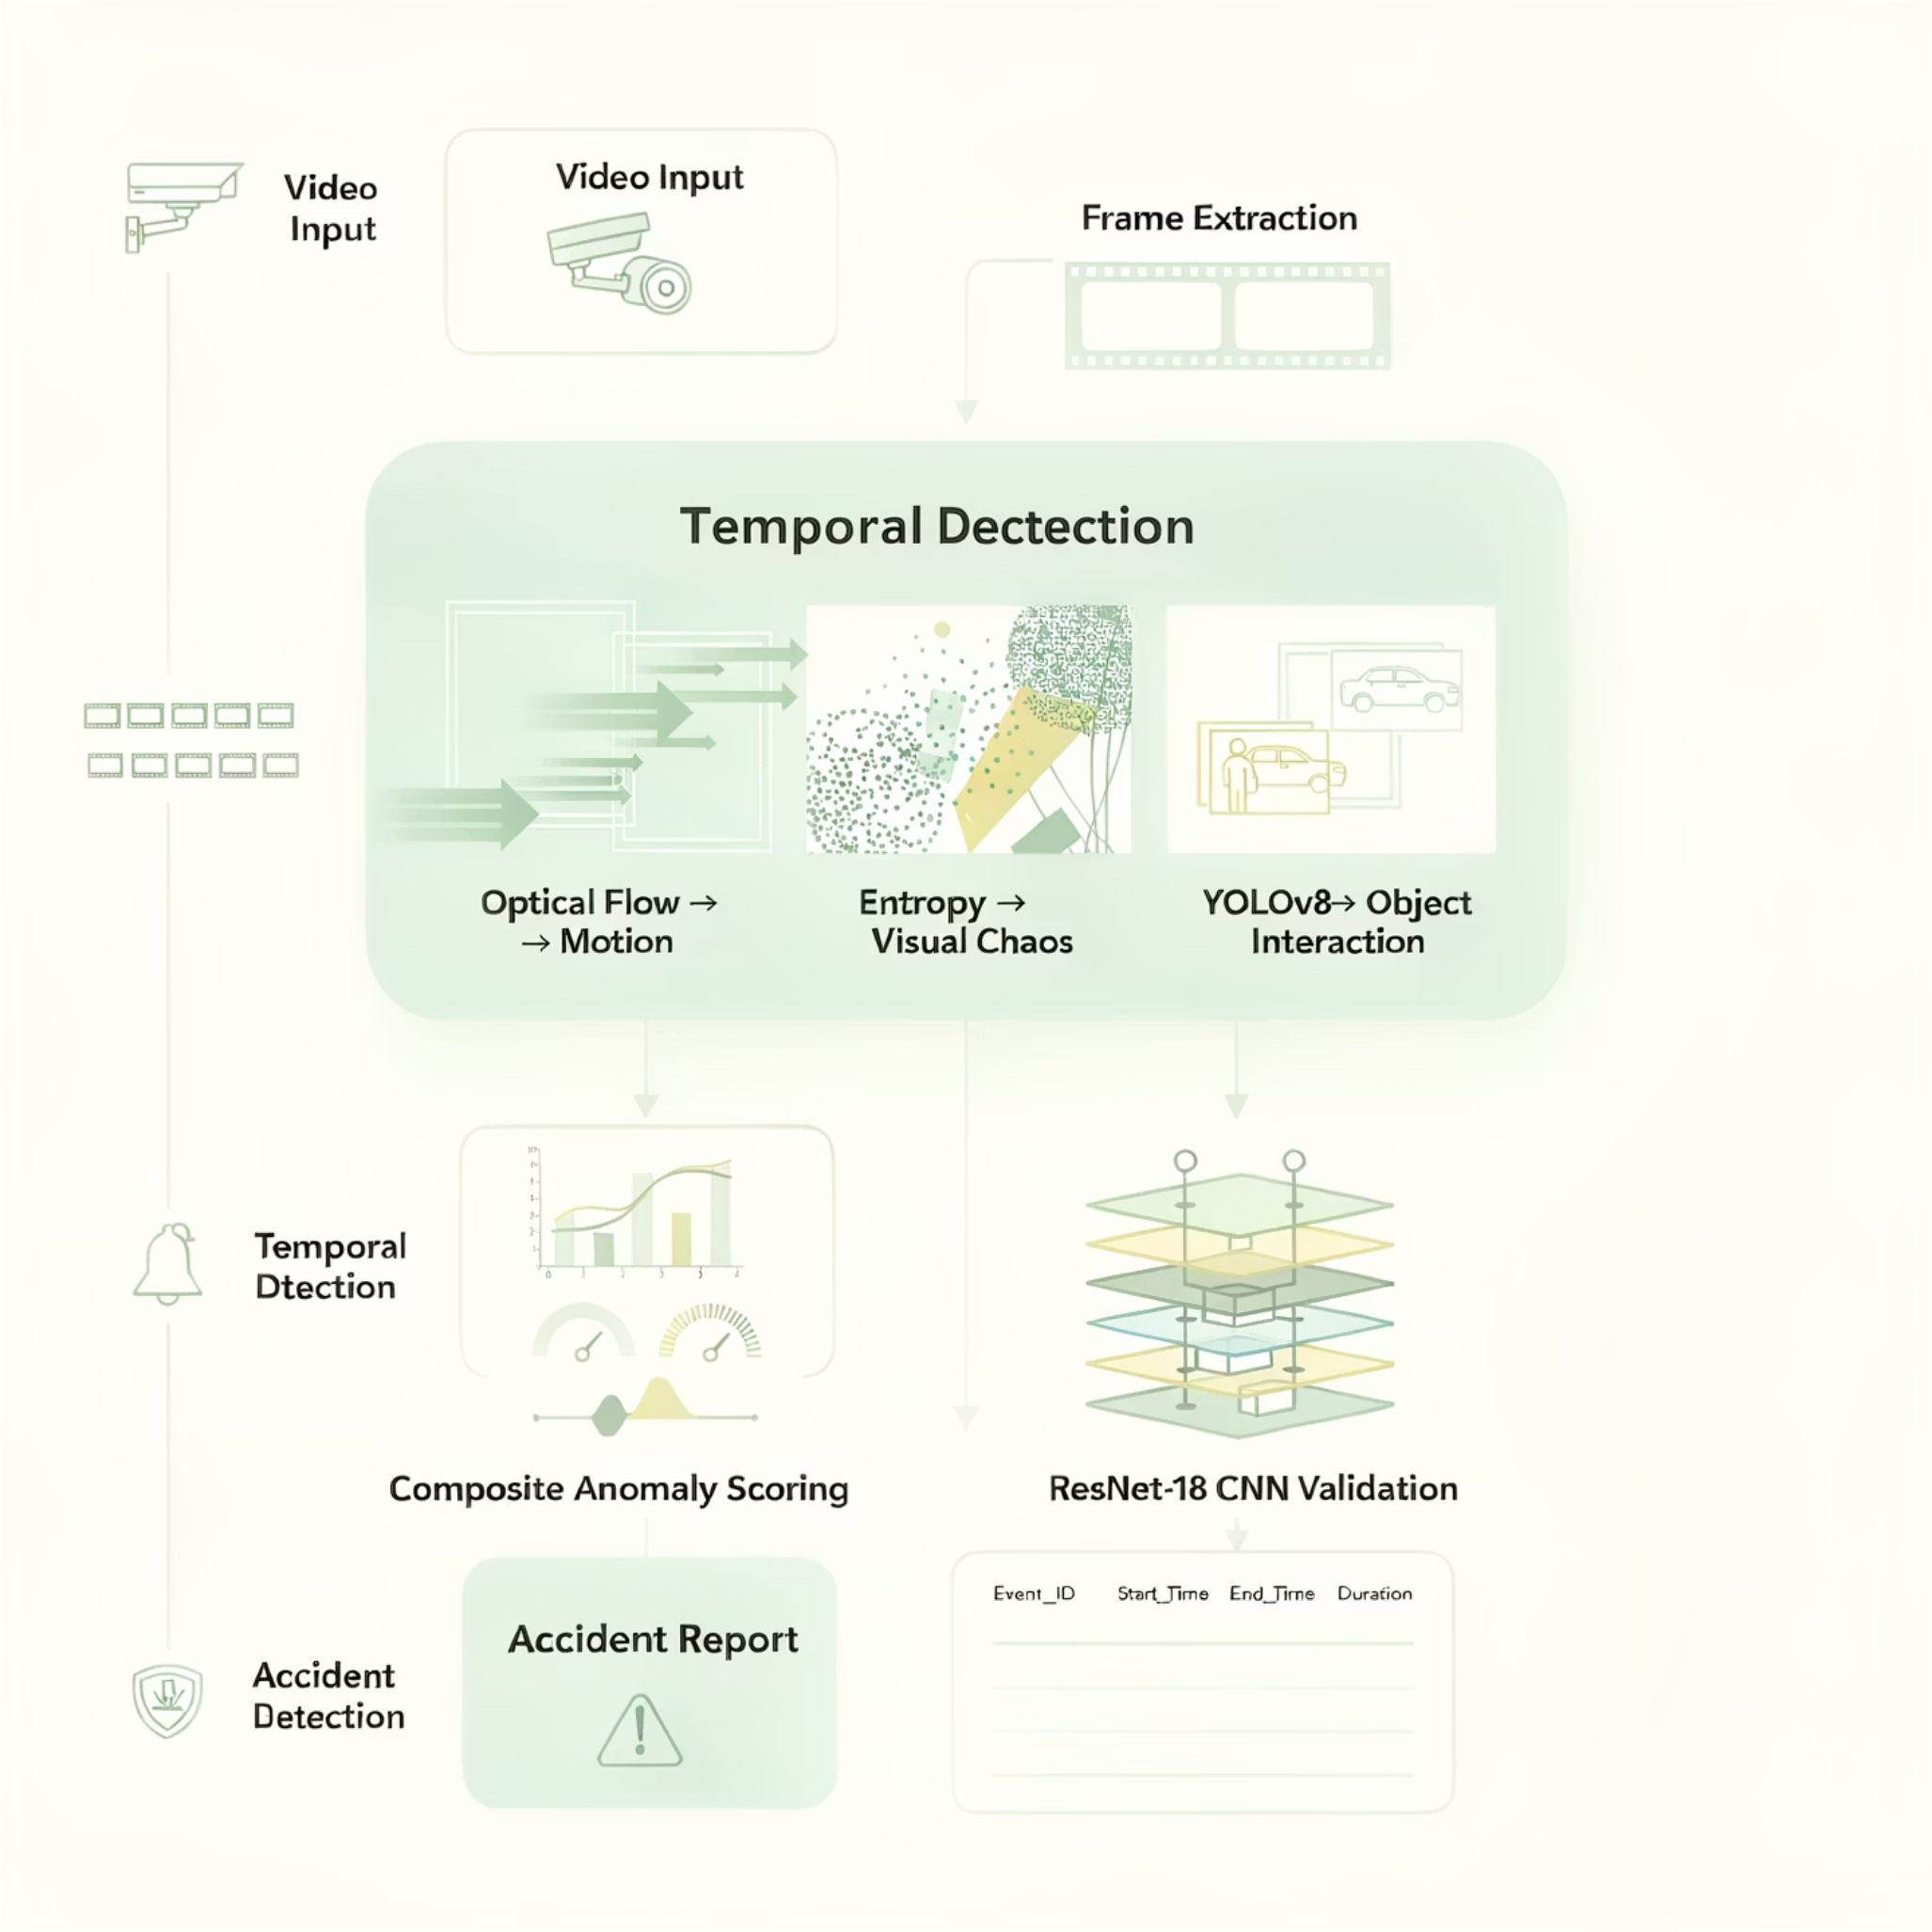 Video
Input
Video Input
Frame Extraction
Temporal Dectection
Optical Flow →
→ Motion
Entropy →
Visual Chaos
YOLOv8→ Object
Interaction
Temporal
Dtection
Composite Anomaly Scoring
ResNet-18 CNN Validation
Accident
Detection
Accident Report
Event_ID Start_Time End_Time Duration